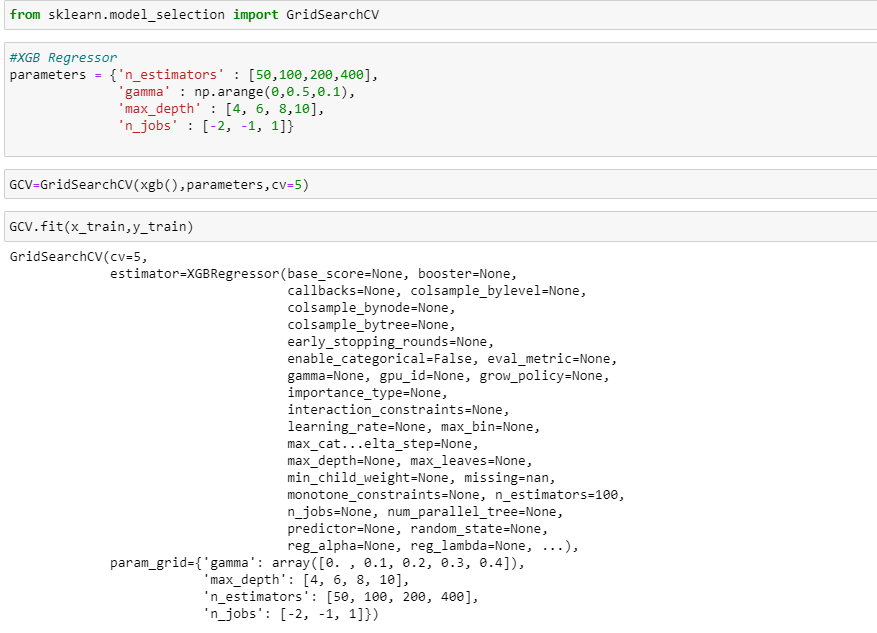 from sklearn.model_selection import GridSearchCV
#XGB Regressor
parameters = {'n_estimators' : [50,100,200,400],
              'gamma' : np.arange(0,0.5,0.1),
              'max_depth' : [4, 6, 8,10],
              'n_jobs' : [-2, -1, 1]}
GCV=GridSearchCV(xgb(),parameters,cv=5)
GCV.fit(x_train,y_train)
GridSearchCV(cv=5,
             estimator=XGBRegressor(base_score=None, booster=None,
                                    callbacks=None, colsample_bylevel=None,
                                    colsample_bynode=None,
                                    colsample_bytree=None,
                                    early_stopping_rounds=None,
                                    enable_categorical=False, eval_metric=None,
                                    gamma=None, gpu_id=None, grow_policy=None,
                                    importance_type=None,
                                    interaction_constraints=None,
                                    learning_rate=None, max_bin=None,
                                    max_cat...elta_step=None,
                                    max_depth=None, max_leaves=None,
                                    min_child_weight=None, missing=nan,
                                    monotone_constraints=None, n_estimators=100,
                                    n_jobs=None, num_parallel_tree=None,
                                    predictor=None, random_state=None,
                                    reg_alpha=None, reg_lambda=None, ...),
             param_grid={'gamma': array([0. , 0.1, 0.2, 0.3, 0.4]),
                         'max_depth': [4, 6, 8, 10],
                         'n_estimators': [50, 100, 200, 400],
                         'n_jobs': [-2, -1, 1]})